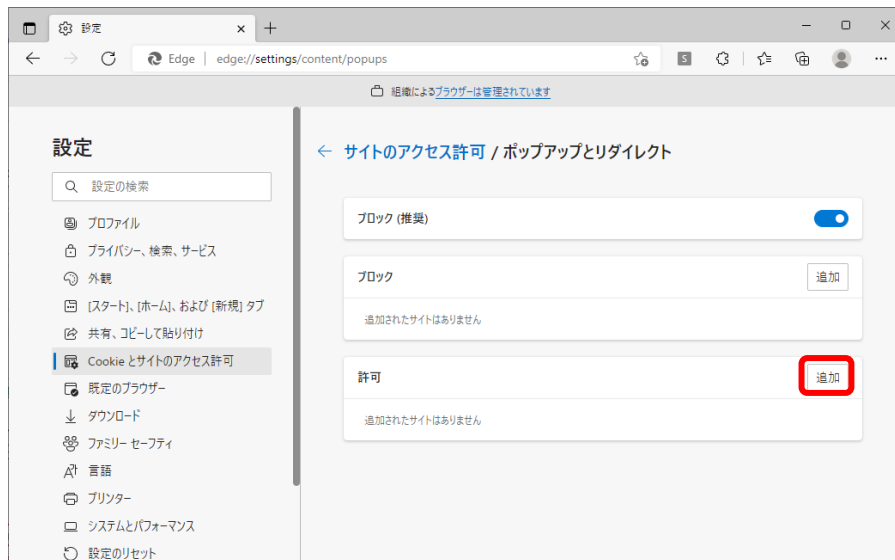 設定
Edge
edge://settings/content/popups
S
組織によるブラウザーは管理されています
設定
設定の検索
プロファイル
プライバシー、検索、サービス
外観
[スタート]、[ホーム]、および [新規] タブ
共有、コピーして貼り付け
Cookie とサイトのアクセス許可
既定のブラウザー
ダウンロード
ファミリー セーフティ
言語
プリンター
システムとパフォーマンス
設定のリセット
サイトのアクセス許可 / ポップアップとリダイレクト
ブロック (推奨)
ブロック
追加
追加されたサイトはありません
許可
追加
追加されたサイトはありません